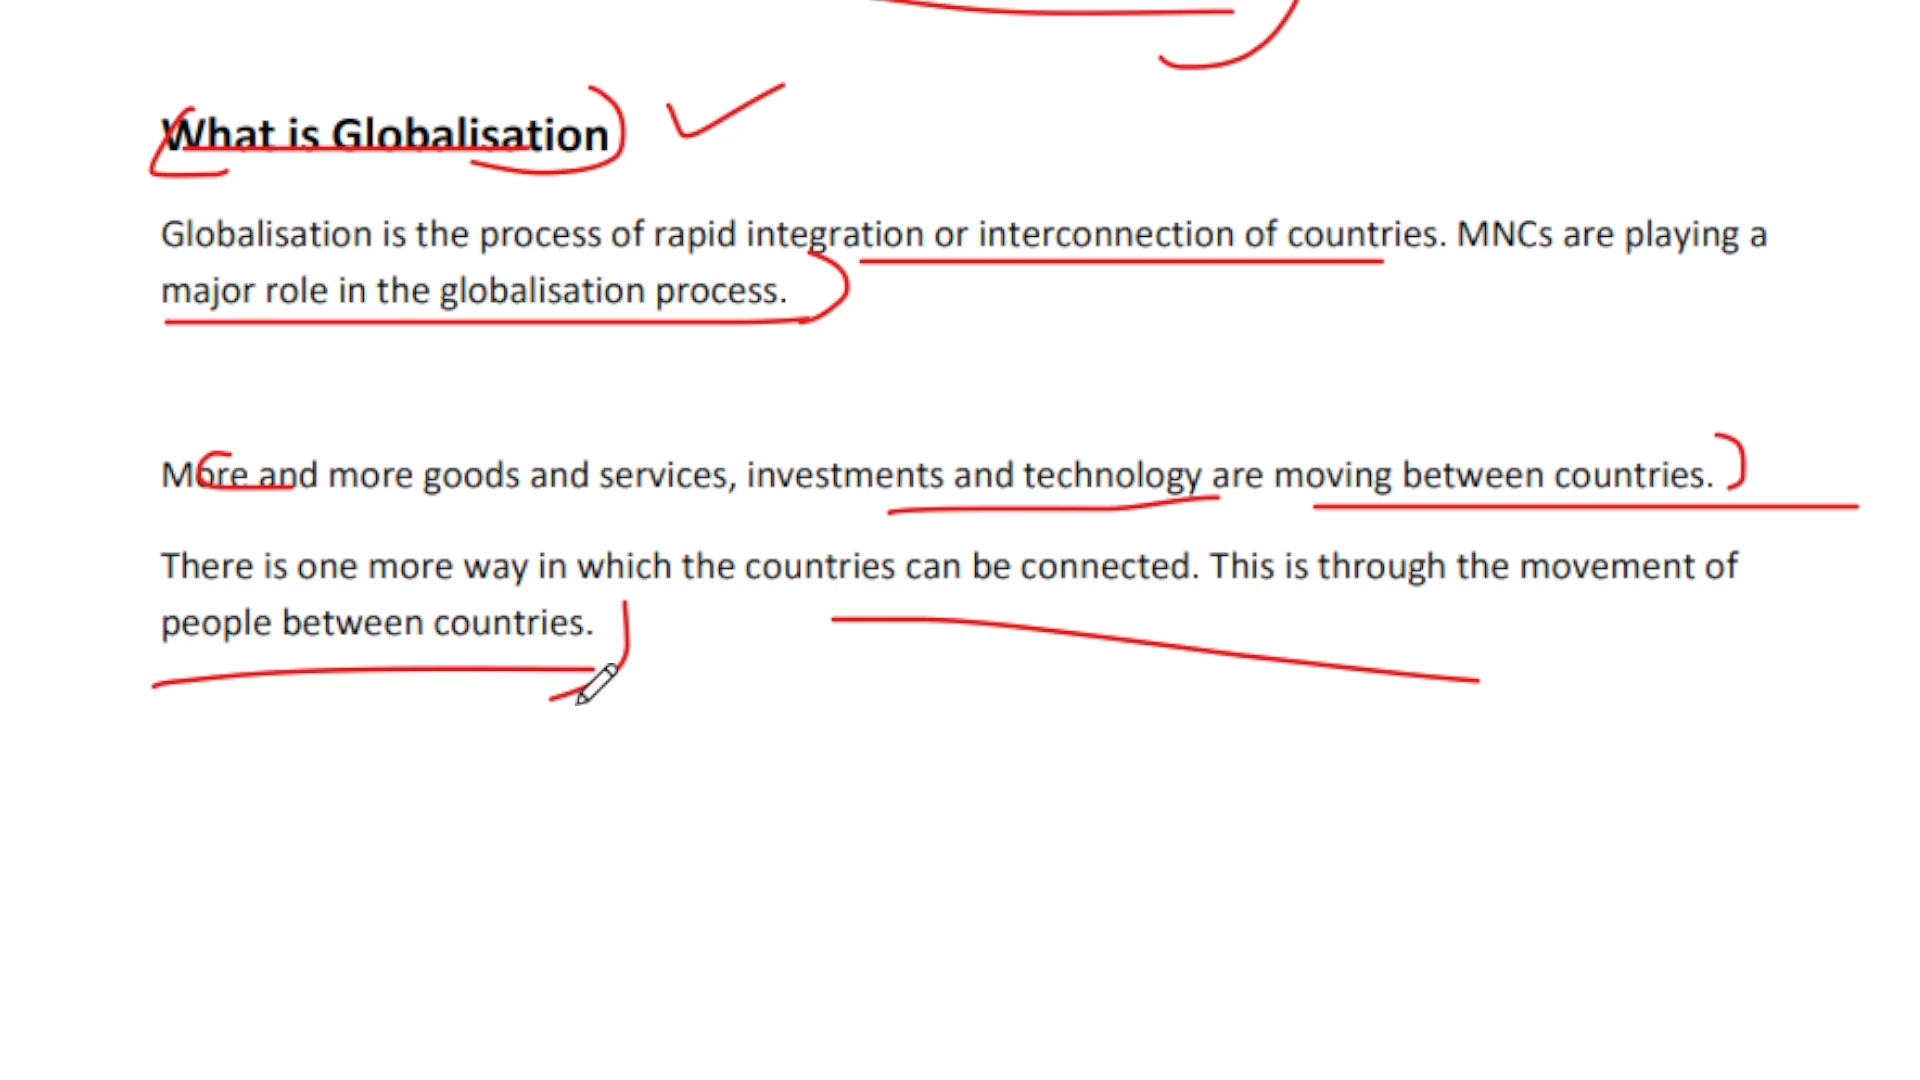 What is Globalisation
Globalisation is the process of rapid integration or interconnection of countries. MNCs are playing a
major role in the globalisation process.
More and more goods and services, investments and technology are moving between countries.
There is one more way in which the countries can be connected. This is through the movement of
people between countries.